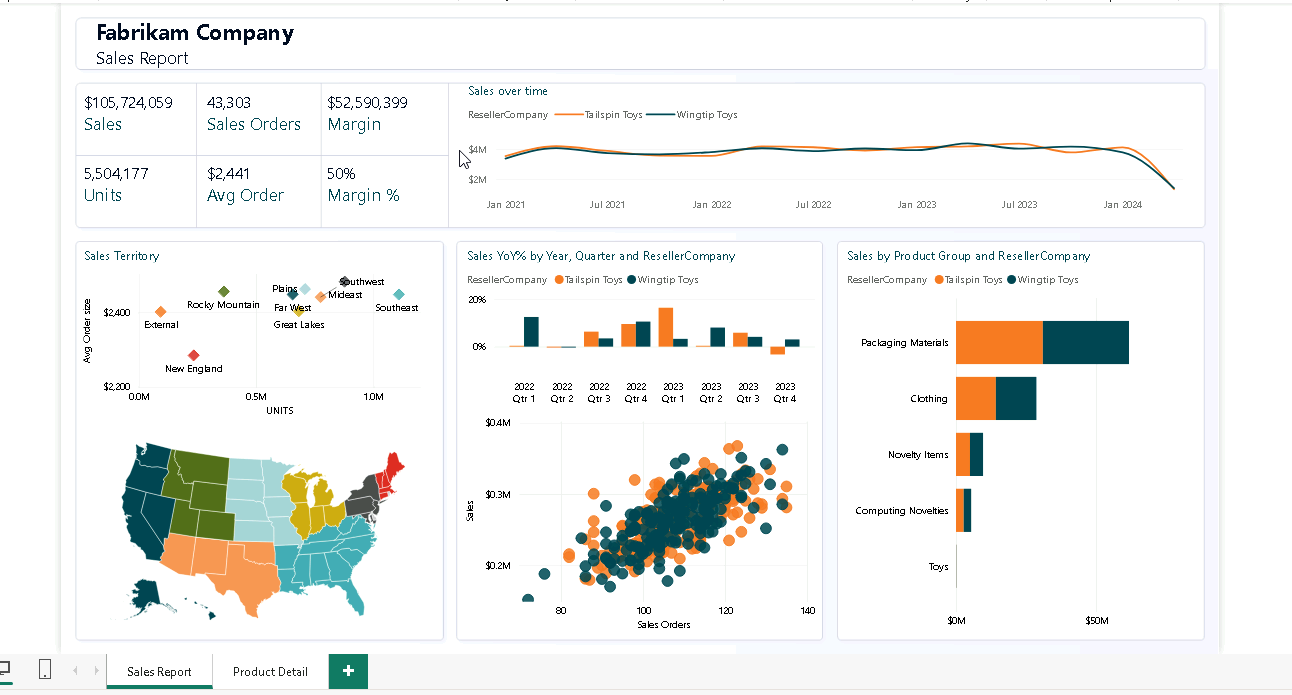 Fabrikam Company
Sales Report
$105,724,059
Sales
43,303
Sales Orders
$52,590,399
Margin
5,504,177
Units
$2,441
Avg Order
50%
Margin %
Sales over time
ResellerCompany Tailspin Toys Wingtip Toys
$4M
$2M
Jan 2021 Jul 2021 Jan 2022 Jul 2022 Jan 2023 Jul 2023 Jan 2024
Sales Territory
Avg Order size
$2,400
$2,200
Southwest
Plains
Mideast
Rocky Mountain
Far West
Southeast
External
Great Lakes
New England
0.0M 0.5M 1.0M
UNITS
Sales YoY% by Year, Quarter and ResellerCompany
ResellerCompany Tailspin Toys Wingtip Toys
20%
0%
2022 2022 2022 2022 2023 2023 2023 2023
Qtr 1 Qtr 2 Qtr 3 Qtr 4 Qtr 1 Qtr 2 Qtr 3 Qtr 4
$0.4M
$0.3M
Sales
$0.2M
80 100 120 140
Sales Orders
Sales by Product Group and ResellerCompany
ResellerCompany Tailspin Toys Wingtip Toys
Packaging Materials
Clothing
Novelty Items
Computing Novelties
Toys
$0M $50M
Sales Report Product Detail +